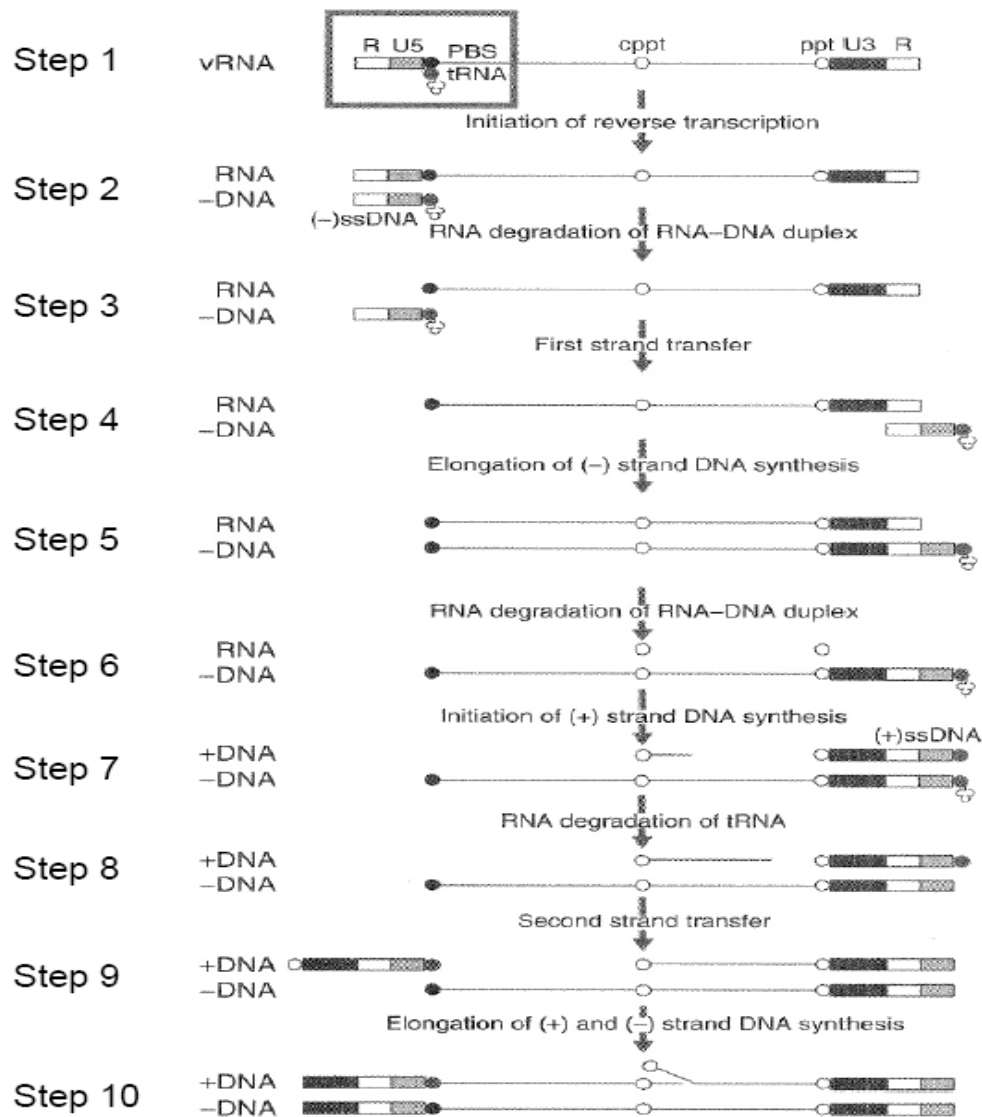 R U5 PBS cppt ppt U3 R
Step 1 vRNA tRNA
Initiation of reverse transcription
Step 2 RNA
–DNA
(–)ssDNA
RNA degradation of RNA–DNA duplex
Step 3 RNA
–DNA
First strand transfer
Step 4 RNA
–DNA
Elongation of (–) strand DNA synthesis
Step 5 RNA
–DNA
RNA degradation of RNA–DNA duplex
Step 6 RNA
–DNA
Initiation of (+) strand DNA synthesis
(+)ssDNA
Step 7 +DNA
–DNA
RNA degradation of tRNA
Step 8 +DNA
–DNA
Second strand transfer
Step 9 +DNA
–DNA
Elongation of (+) and (–) strand DNA synthesis
Step 10 +DNA
–DNA